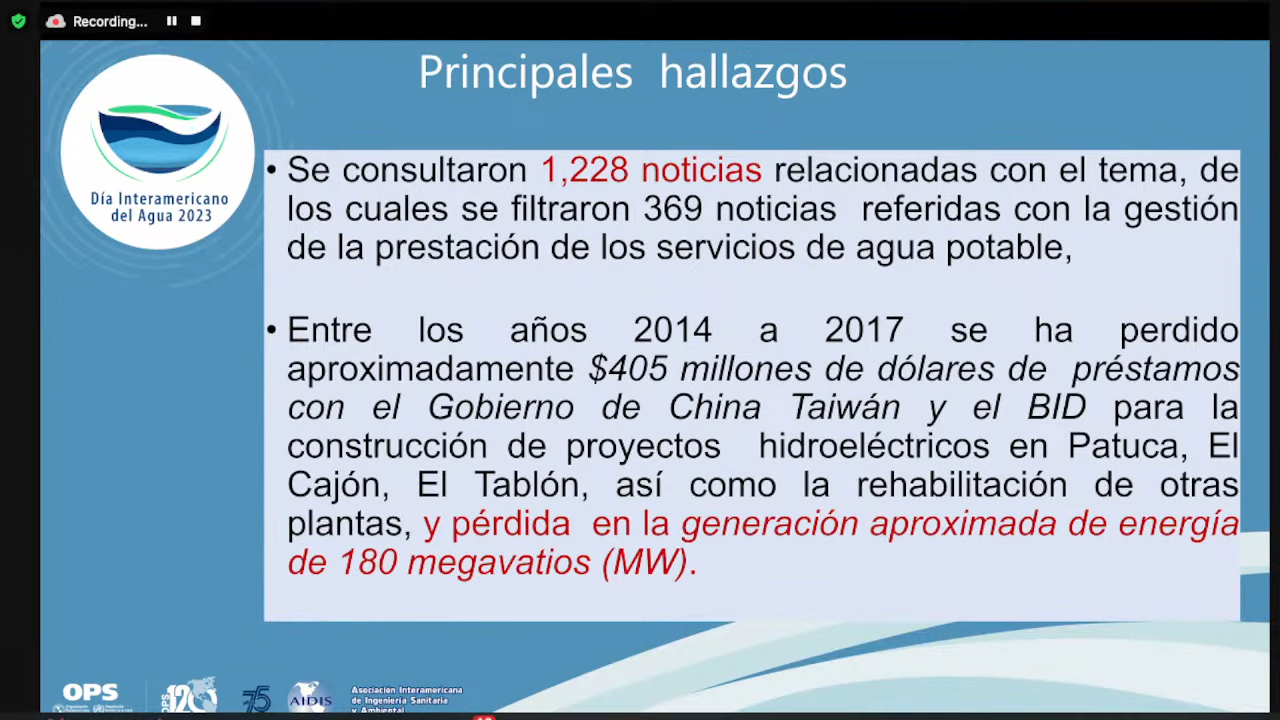 Recording...
Principales hallazgos
Día Interamericano
del Agua 2023
• Se consultaron 1,228 noticias relacionadas con el tema, de
los cuales se filtraron 369 noticias referidas con la gestión
de la prestación de los servicios de agua potable,
• Entre los años 2014 a 2017 se ha perdido
aproximadamente $405 millones de dólares de préstamos
con el Gobierno de China Taiwán y el BID para la
construcción de proyectos hidroeléctricos en Patuca, El
Cajón, El Tablón, así como la rehabilitación de otras
plantas, y pérdida en la generación aproximada de energía
de 180 megavatios (MW).
OPS
OPS 120
75
AIDIS
Asociación Interamericana
de Ingeniería Sanitaria
y Ambiental